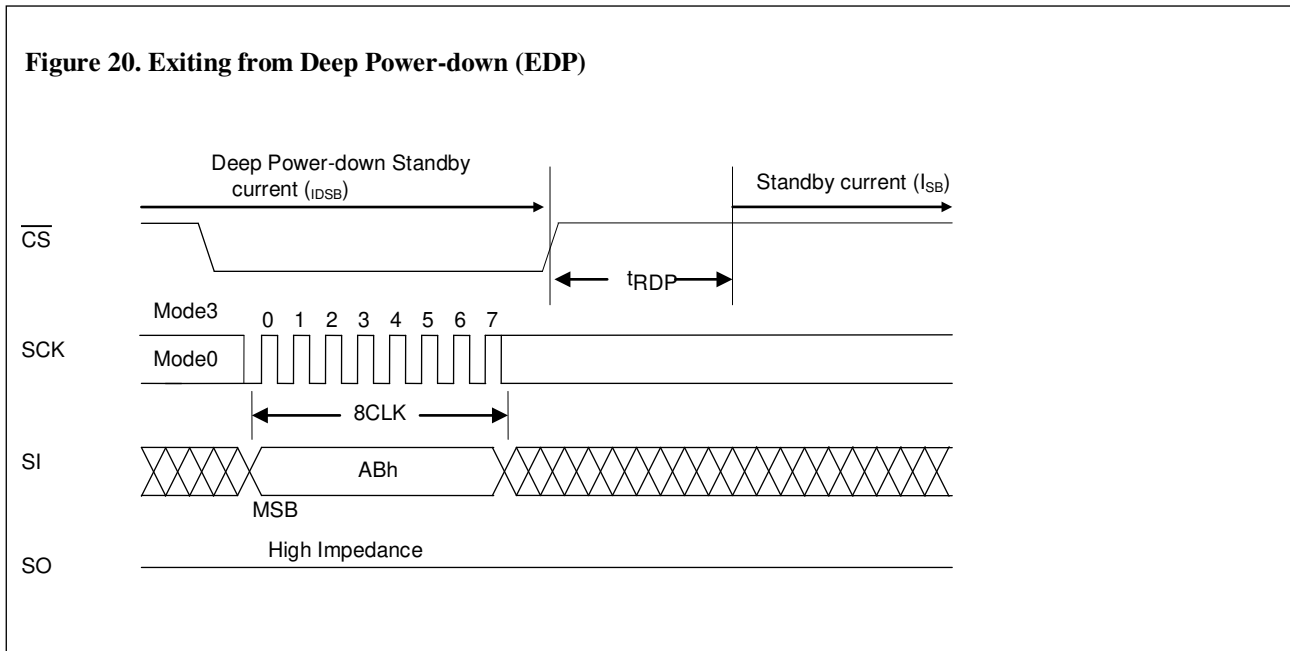 Figure 20. Exiting from Deep Power-down (EDP)
Deep Power-down Standby
current (IDSB)
Standby current (ISB)
CS
tRDP
Mode3
0 1 2 3 4 5 6 7
SCK
Mode0
8CLK
SI
ABh
MSB
High Impedance
SO